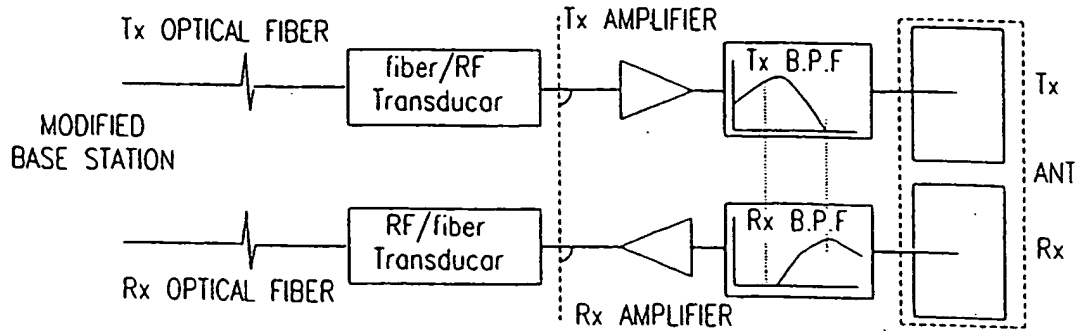 Tx OPTICAL FIBER
Tx AMPLIFIER
fiber/RF
Transducar
Tx B.P.F
Tx
MODIFIED
BASE STATION
ANT
RF/fiber
Transducar
Rx B.P.F
Rx
Rx OPTICAL FIBER
Rx AMPLIFIER